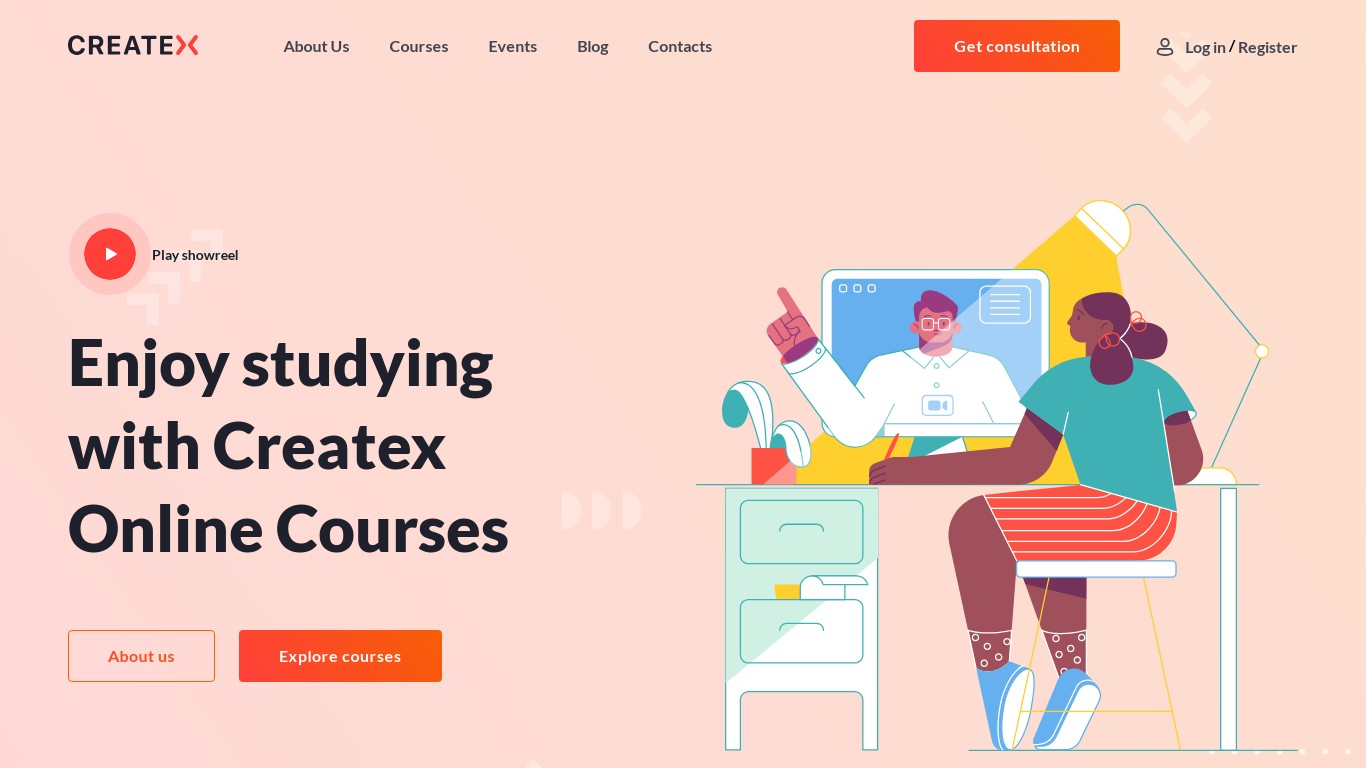 CREATEX
About Us
Courses
Events
Blog
Contacts
Get consultation
Log in / Register
Play showreel
Enjoy studying
with Createx
Online Courses
About us
Explore courses